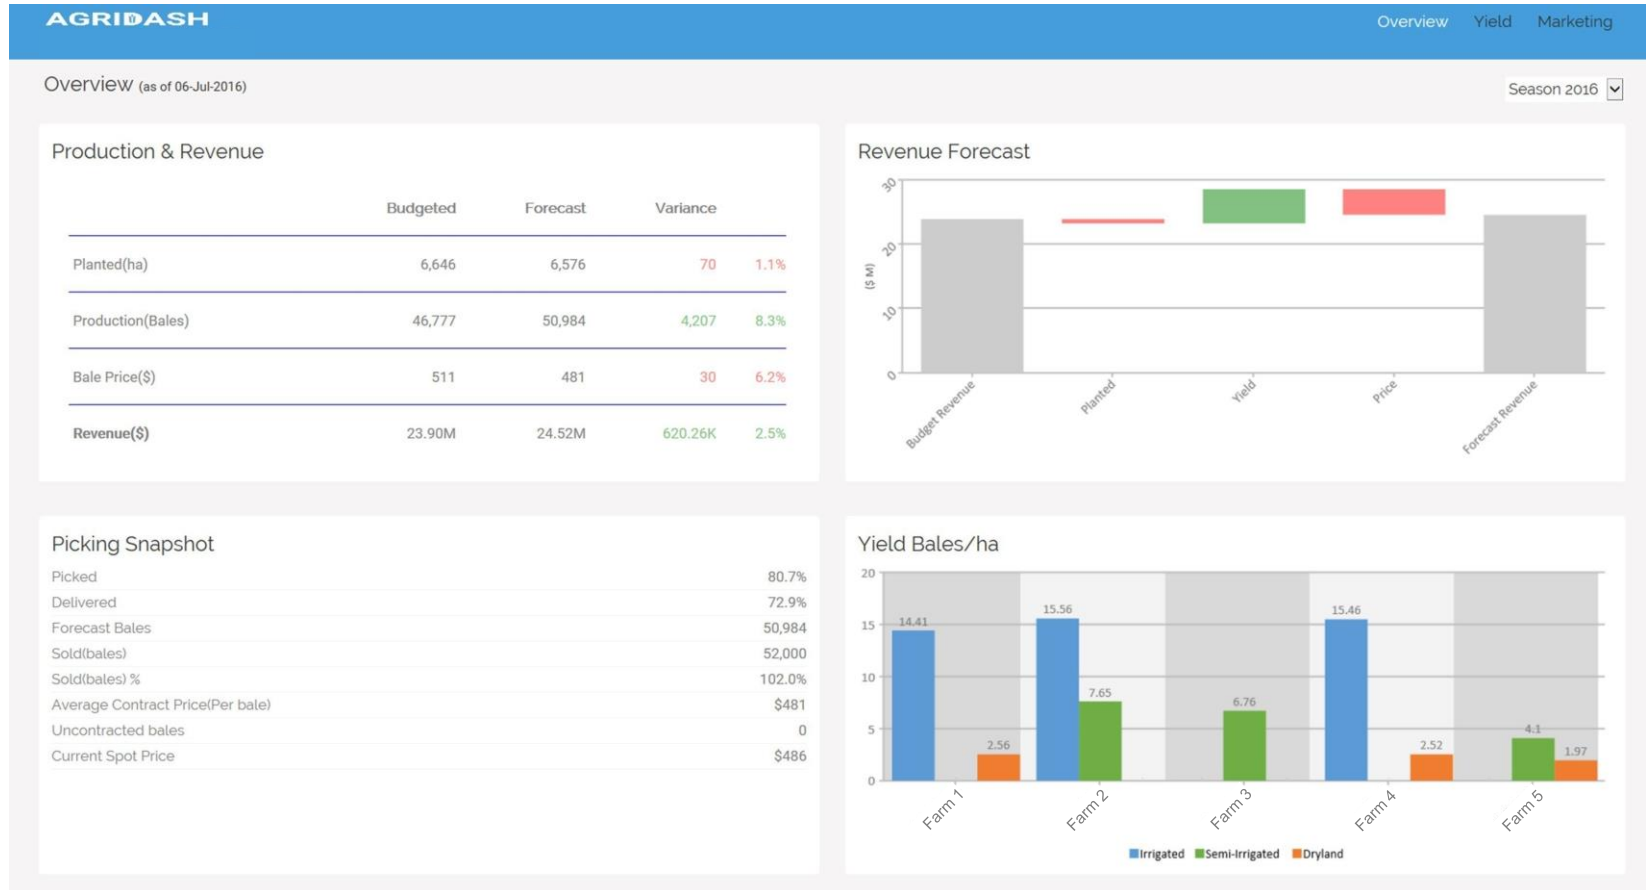 AGRIDASH
Overview Yield Marketing
Overview (as of 06-Jul-2016)
Season 2016
Production & Revenue
Budgeted Forecast Variance
Planted(ha) 6,646 6,576 70 1.1%
Production(Bales) 46,777 50,984 4,207 8.3%
Bale Price($) 511 481 30 6.2%
Revenue($) 23.90M 24.52M 620.26K 2.5%
Revenue Forecast
30
20
10
0
($ M)
Budget Revenue
Planted
Yield
Price
Forecast Revenue
Picking Snapshot
Picked 80.7%
Delivered 72.9%
Forecast Bales 50,984
Sold(bales) 52,000
Sold(bales) % 102.0%
Average Contract Price(Per bale) $481
Uncontracted bales 0
Current Spot Price $486
Yield Bales/ha
20
15
10
5
0
14.41
2.56
15.56
7.65
6.76
15.46
2.52
4.1
1.97
Farm 1
Farm 2
Farm 3
Farm 4
Farm 5
Irrigated Semi-Irrigated Dryland